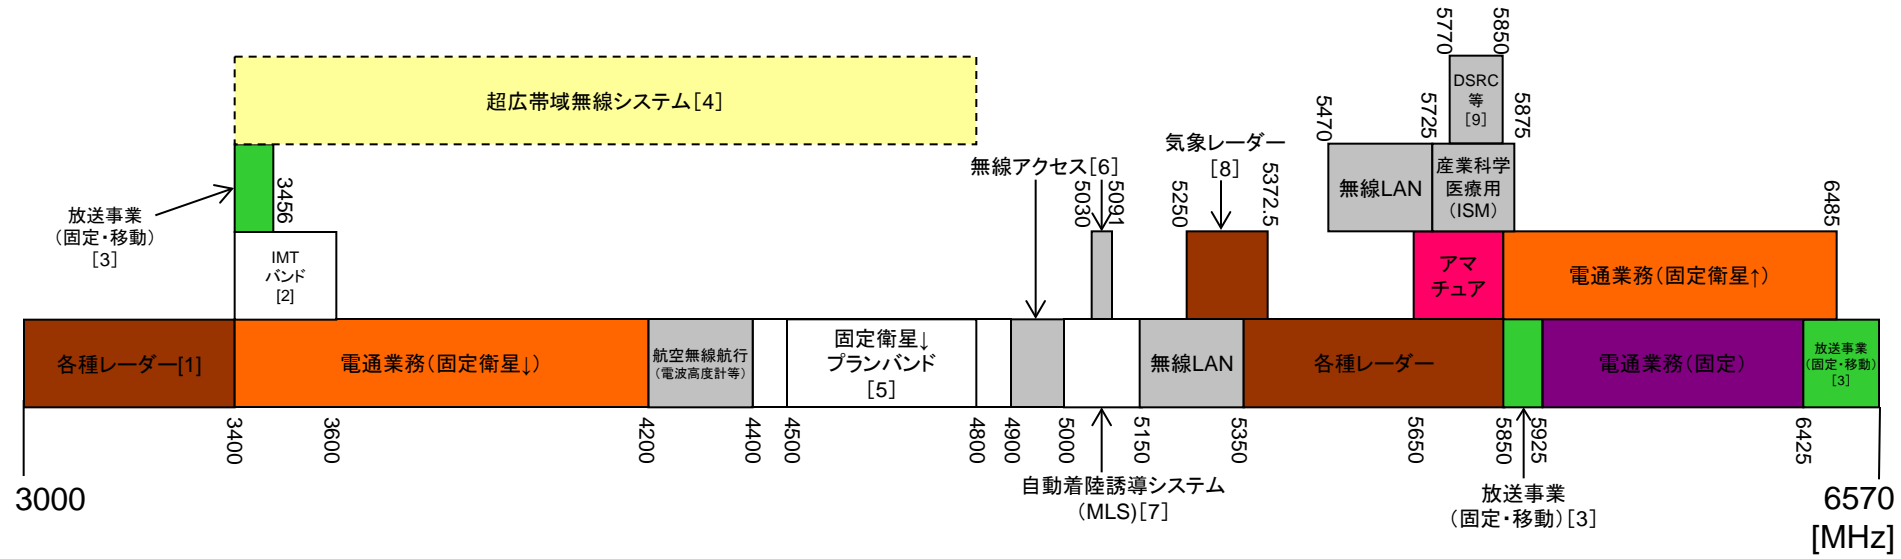 5770
5850
DSRC
等
[9]
超広帯域無線システム[4]
5470
5725
5875
気象レーダー
[8]
無線アクセス[6]
3456
5030
5091
5250
5372.5
無線LAN
産業科学
医療用
(ISM)
6485
放送事業
(固定・移動)
[3]
IMT
バンド
[2]
アマ
チュア
電通業務(固定衛星↑)
各種レーダー[1]
電通業務(固定衛星↓)
航空無線航行
(電波高度計等)
固定衛星↓
プランバンド
[5]
無線LAN
各種レーダー
電通業務(固定)
放送事業
(固定・移動)
[3]
3400
3600
4200
4400
4500
4800
4900
5000
5150
5350
5650
5850
5925
6425
3000
自動着陸誘導システム
(MLS)[7]
放送事業
(固定・移動)[3]
6570
[MHz]